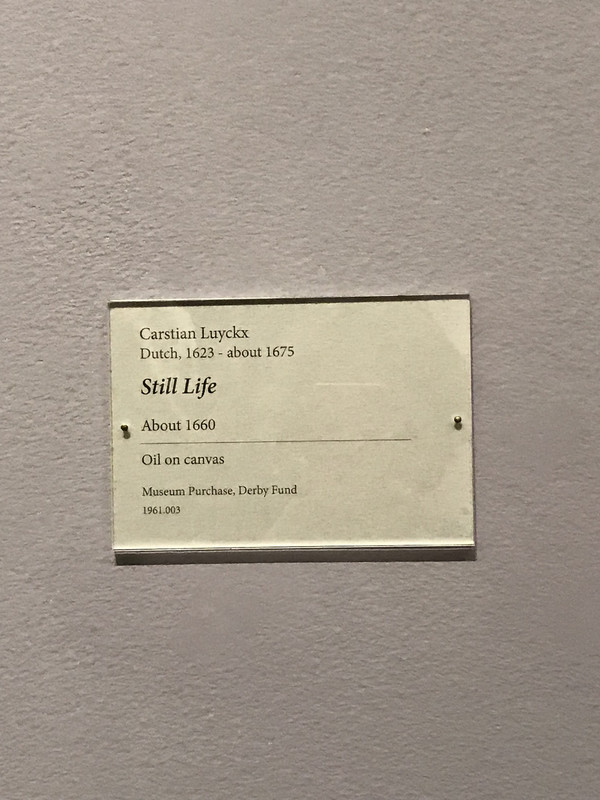 Carstian Luyckx
Dutch, 1623 - about 1675
Still Life
About 1660
Oil on canvas
Museum Purchase, Derby Fund
1961.003